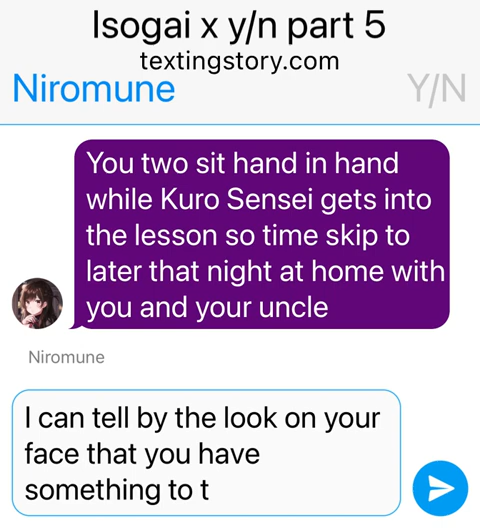 Isogai x y/n part 5
textingstory.com
Niromune
Y/N
You two sit hand in hand
while Kuro Sensei gets into
the lesson so time skip to
later that night at home with
you and your uncle
Niromune
I can tell by the look on your
face that you have
something to t